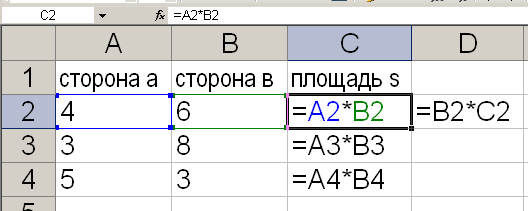 C2 fx =A2*B2
A B C D
1 сторона а сторона в площадь s
2 4 6 =A2*B2 =B2*C2
3 3 8 =A3*B3
4 5 3 =A4*B4